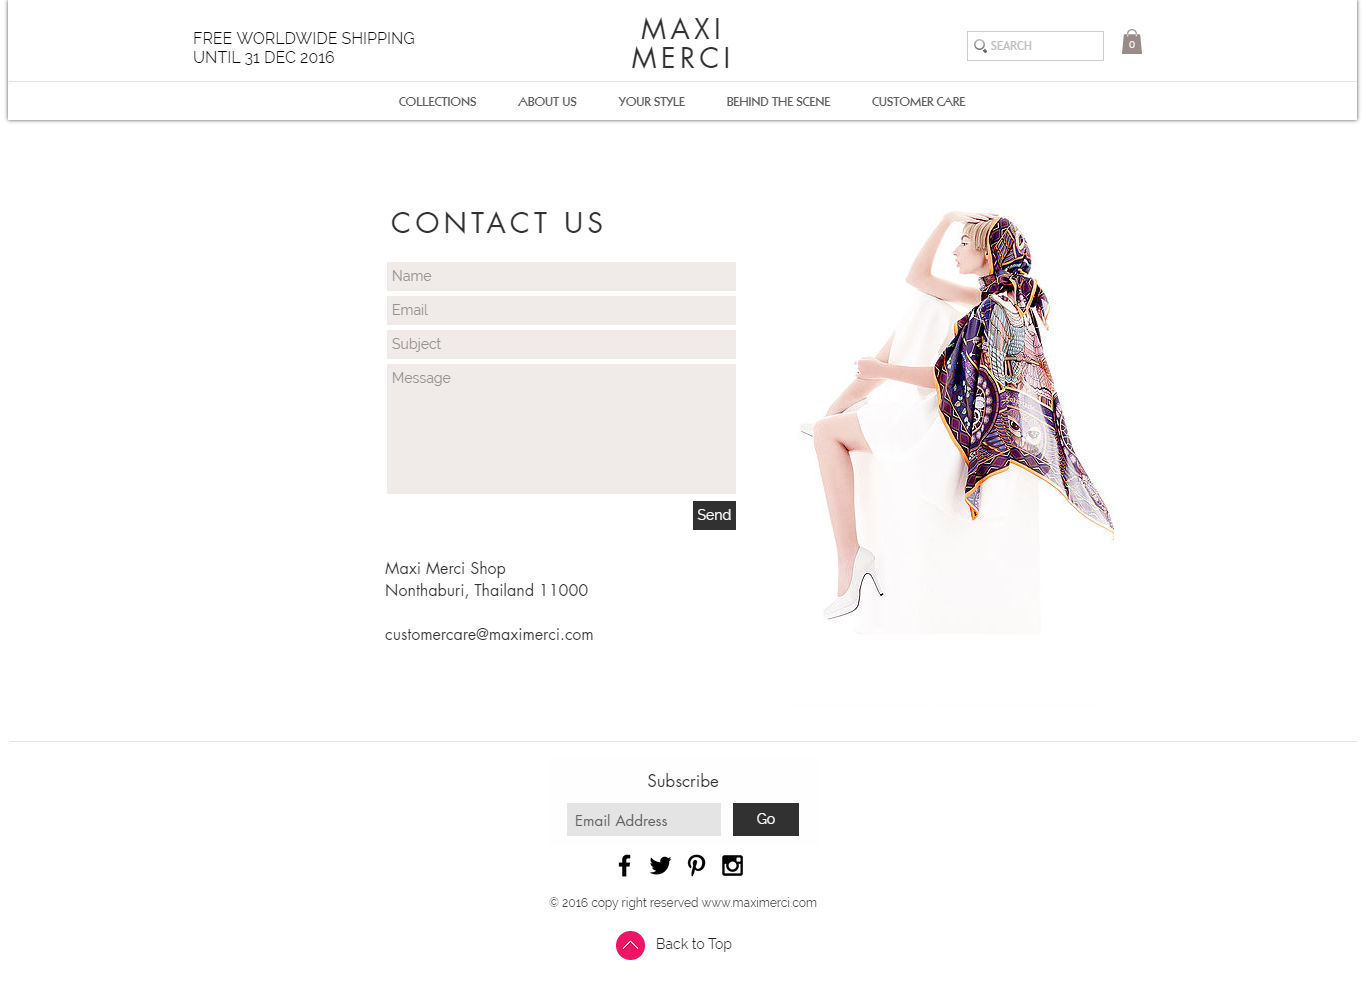 FREE WORLDWIDE SHIPPING
UNTIL 31 DEC 2016
MAXI
MERCI
SEARCH
0
COLLECTIONS
ABOUT US
YOUR STYLE
BEHIND THE SCENE
CUSTOMER CARE
CONTACT US
Name
Email
Subject
Message
Send
Maxi Merci Shop
Nonthaburi, Thailand 11000
customercare@maximerci.com
Subscribe
Email Address
Go
© 2016 copy right reserved www.maximerci.com
Back to Top